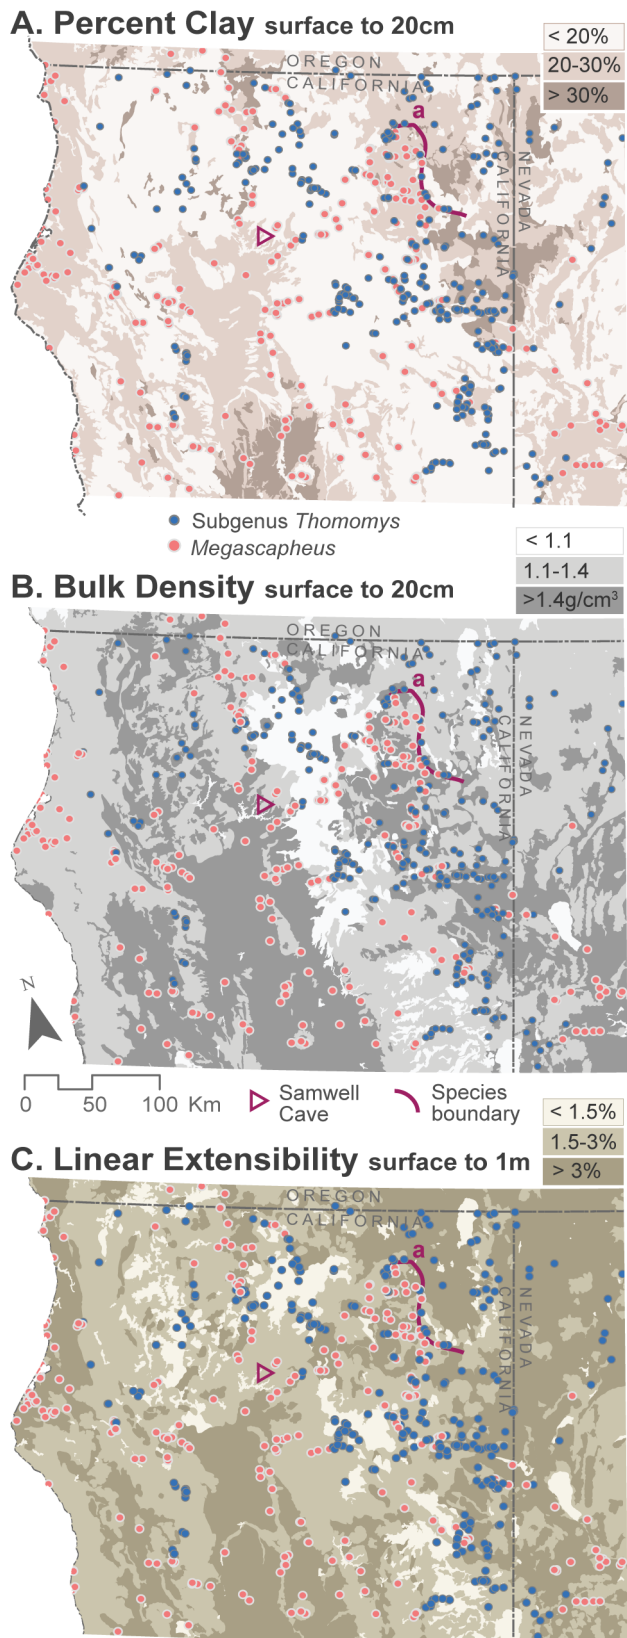 A. Percent Clay surface to 20cm
< 20%
20-30%
> 30%
OREGON
CALIFORNIA
a
NEVADA
CALIFORNIA
Subgenus Thomomys
Megascapheus
< 1.1
1.1-1.4
>1.4g/cm³
B. Bulk Density surface to 20cm
OREGON
CALIFORNIA
a
NEVADA
CALIFORNIA
N
0 50 100 Km
Samwell
Cave
Species
boundary
< 1.5%
1.5-3%
> 3%
C. Linear Extensibility surface to 1m
OREGON
CALIFORNIA
a
NEVADA
CALIFORNIA